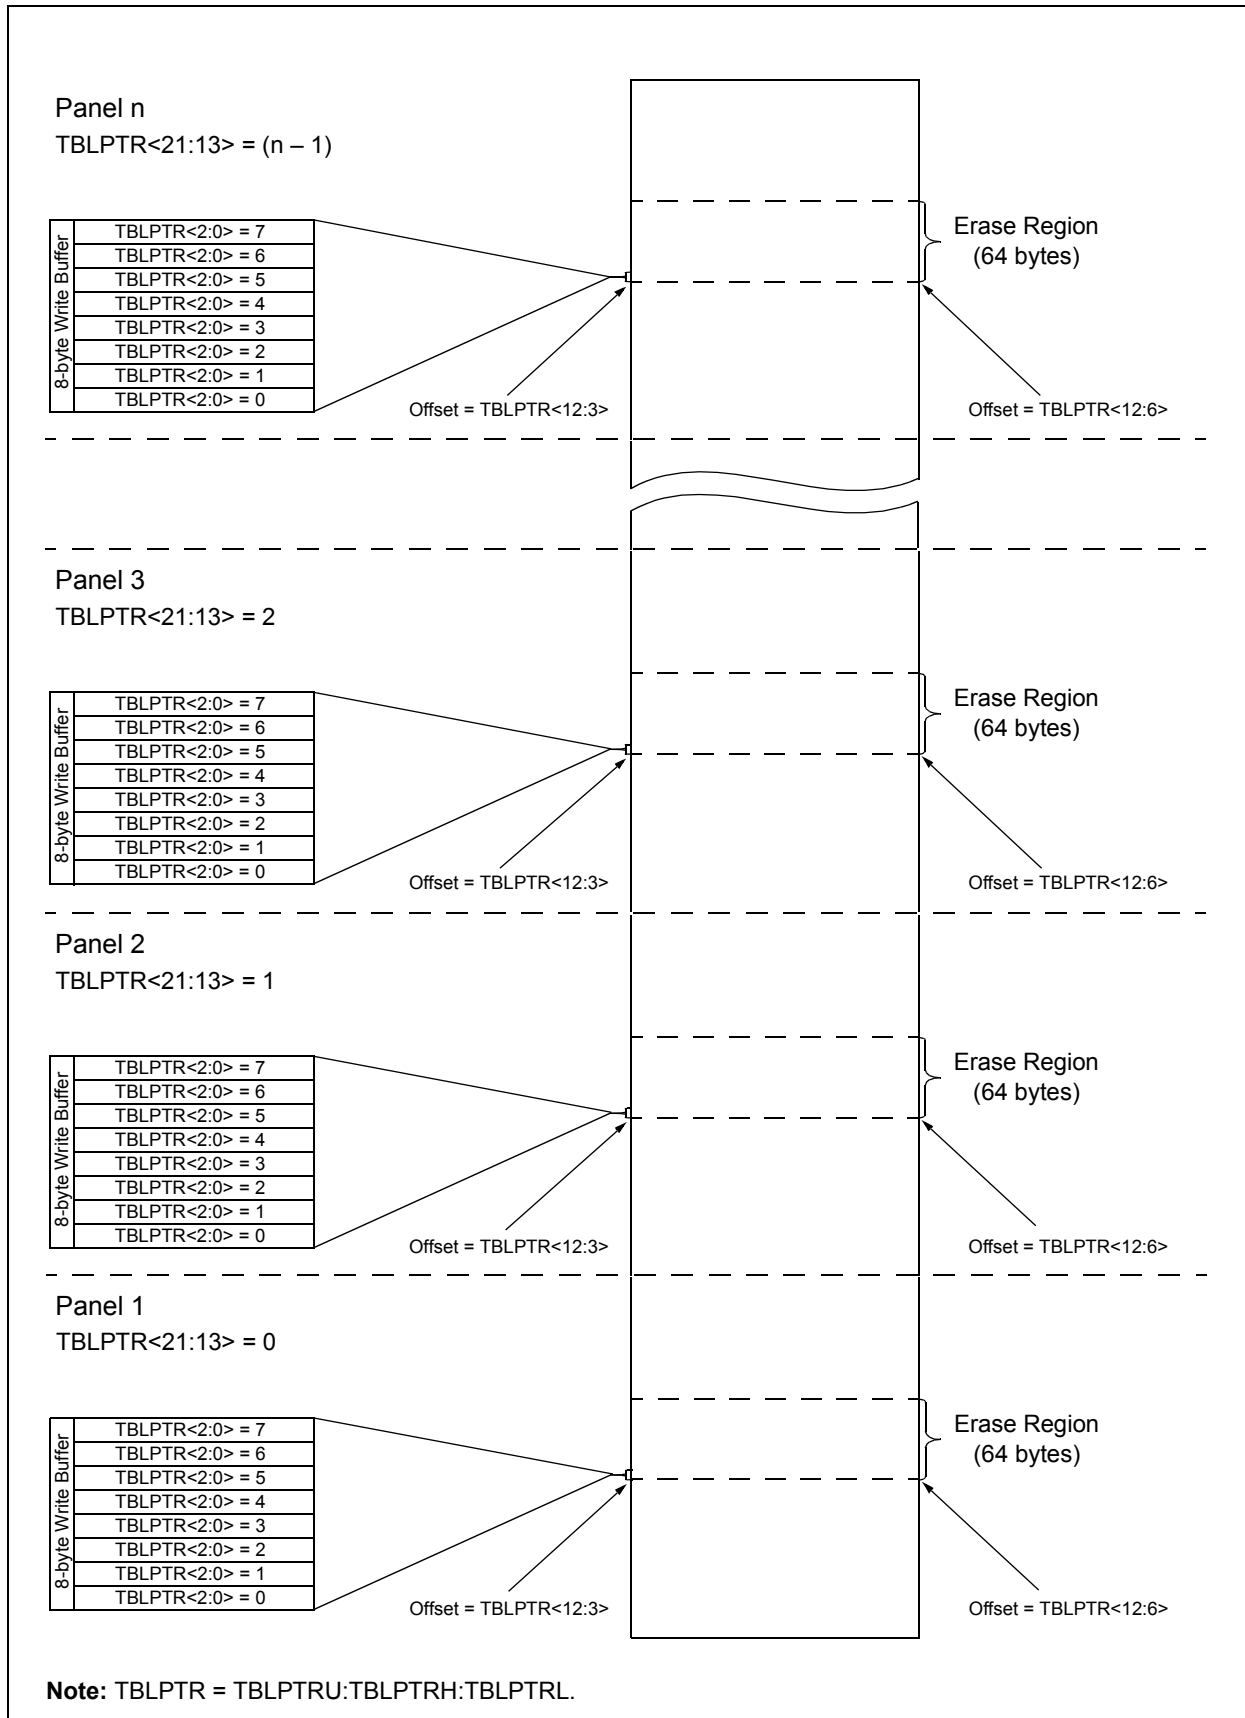 Panel n
TBLPTR<21:13> = (n – 1)
8-byte Write Buffer
TBLPTR<2:0> = 7
TBLPTR<2:0> = 6
TBLPTR<2:0> = 5
TBLPTR<2:0> = 4
TBLPTR<2:0> = 3
TBLPTR<2:0> = 2
TBLPTR<2:0> = 1
TBLPTR<2:0> = 0
Offset = TBLPTR<12:3>
Erase Region
(64 bytes)
Offset = TBLPTR<12:6>
Panel 3
TBLPTR<21:13> = 2
8-byte Write Buffer
TBLPTR<2:0> = 7
TBLPTR<2:0> = 6
TBLPTR<2:0> = 5
TBLPTR<2:0> = 4
TBLPTR<2:0> = 3
TBLPTR<2:0> = 2
TBLPTR<2:0> = 1
TBLPTR<2:0> = 0
Offset = TBLPTR<12:3>
Erase Region
(64 bytes)
Offset = TBLPTR<12:6>
Panel 2
TBLPTR<21:13> = 1
8-byte Write Buffer
TBLPTR<2:0> = 7
TBLPTR<2:0> = 6
TBLPTR<2:0> = 5
TBLPTR<2:0> = 4
TBLPTR<2:0> = 3
TBLPTR<2:0> = 2
TBLPTR<2:0> = 1
TBLPTR<2:0> = 0
Offset = TBLPTR<12:3>
Erase Region
(64 bytes)
Offset = TBLPTR<12:6>
Panel 1
TBLPTR<21:13> = 0
8-byte Write Buffer
TBLPTR<2:0> = 7
TBLPTR<2:0> = 6
TBLPTR<2:0> = 5
TBLPTR<2:0> = 4
TBLPTR<2:0> = 3
TBLPTR<2:0> = 2
TBLPTR<2:0> = 1
TBLPTR<2:0> = 0
Offset = TBLPTR<12:3>
Erase Region
(64 bytes)
Offset = TBLPTR<12:6>
Note: TBLPTR = TBLPTRU:TBLPTRH:TBLPTRL.